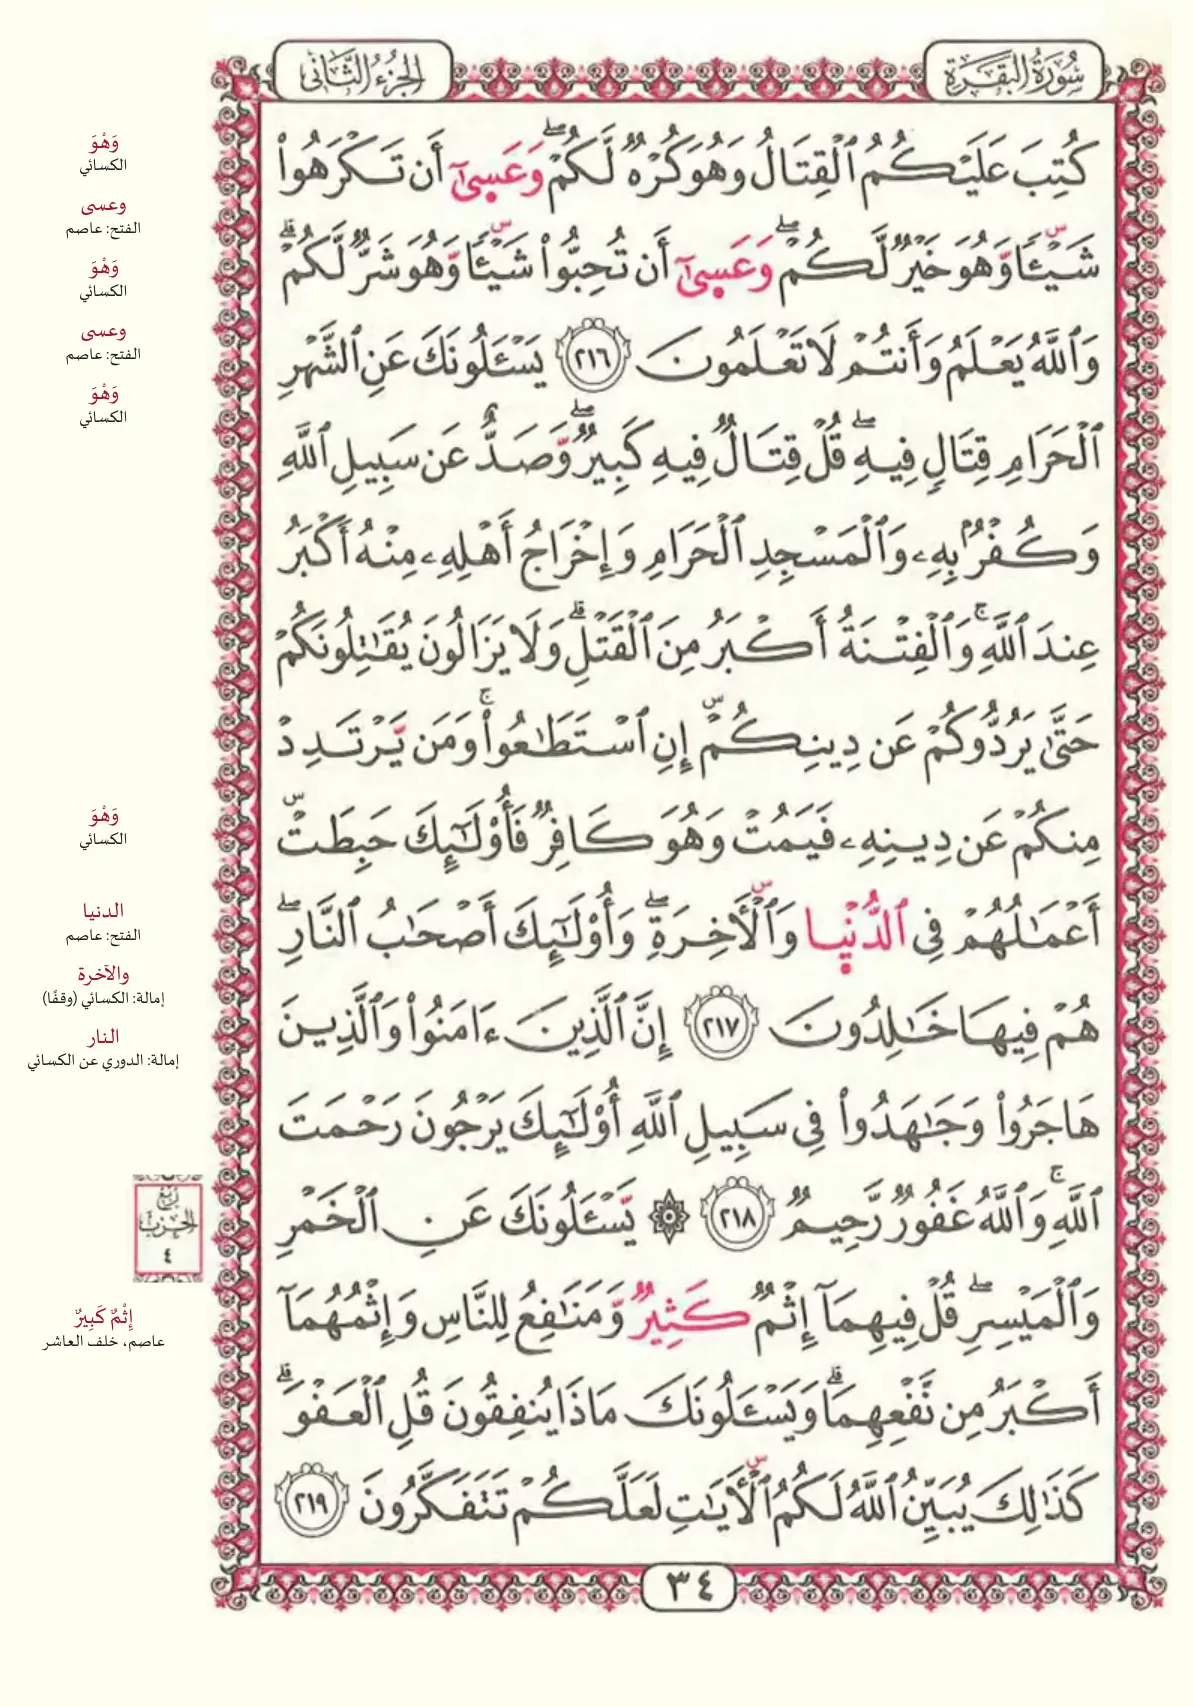 سُورَةُ البَقَرَةِ
الجُزْءُ الثَّانِي
كُتِبَ عَلَيۡكُمُ ٱلۡقِتَالُ وَهُوَ كُرۡهٞ لَّكُمۡۖ وَعَسَىٰٓ أَن تَكۡرَهُواْ
شَيۡـٔٗا وَهُوَ خَيۡرٞ لَّكُمۡۖ وَعَسَىٰٓ أَن تُحِبُّواْ شَيۡـٔٗا وَهُوَ شَرّٞ لَّكُمۡۚ
وَٱللَّهُ يَعۡلَمُ وَأَنتُمۡ لَا تَعۡلَمُونَ ٢١٦ يَسۡـَٔلُونَكَ عَنِ ٱلشَّهۡرِ
ٱلۡحَرَامِ قِتَالٖ فِيهِۖ قُلۡ قِتَالٞ فِيهِ كَبِيرٞۖ وَصَدٌّ عَن سَبِيلِ ٱللَّهِ
وَكُفۡرُۢ بِهِۦ وَٱلۡمَسۡجِدِ ٱلۡحَرَامِ وَإِخۡرَاجُ أَهۡلِهِۦ مِنۡهُ أَكۡبَرُ
عِندَ ٱللَّهِۚ وَٱلۡفِتۡنَةُ أَكۡبَرُ مِنَ ٱلۡقَتۡلِۗ وَلَا يَزَالُونَ يُقَٰتِلُونَكُمۡ
حَتَّىٰ يَرُدُّوكُمۡ عَن دِينِكُمۡ إِنِ ٱسۡتَطَٰعُواْۚ وَمَن يَرۡتَدِدۡ
مِنكُمۡ عَن دِينِهِۦ فَيَمُتۡ وَهُوَ كَافِرٞ فَأُوْلَٰٓئِكَ حَبِطَتۡ
أَعۡمَٰلُهُمۡ فِي ٱلدُّنۡيَا وَٱلۡأٓخِرَةِۖ وَأُوْلَٰٓئِكَ أَصۡحَٰبُ ٱلنَّارِۖ
هُمۡ فِيهَا خَٰلِدُونَ ٢١٧ إِنَّ ٱلَّذِينَ ءَامَنُواْ وَٱلَّذِينَ
هَاجَرُواْ وَجَٰهَدُواْ فِي سَبِيلِ ٱللَّهِ أُوْلَٰٓئِكَ يَرۡجُونَ رَحۡمَتَ
ٱللَّهِۚ وَٱللَّهُ غَفُورٞ رَّحِيمٞ ٢١٨ ۞ يَسۡـَٔلُونَكَ عَنِ ٱلۡخَمۡرِ
وَٱلۡمَيۡسِرِۖ قُلۡ فِيهِمَآ إِثۡمٞ كَثِيرٞ وَمَنَٰفِعُ لِلنَّاسِ وَإِثۡمُهُمَآ
أَكۡبَرُ مِن نَّفۡعِهِمَاۗ وَيَسۡـَٔلُونَكَ مَاذَا يُنفِقُونَ قُلِ ٱلۡعَفۡوَۗ
كَذَٰلِكَ يُبَيِّنُ ٱللَّهُ لَكُمُ ٱلۡأٓيَٰتِ لَعَلَّكُمۡ تَتَفَكَّرُونَ ٢١٩
٣٤
وَهْوَ
الكسائي
وعسى
الفتح: عاصم
وَهْوَ
الكسائي
وعسى
الفتح: عاصم
وَهْوَ
الكسائي
وَهْوَ
الكسائي
الدنيا
الفتح: عاصم
والآخرة
إمالة: الكسائي (وقفًا)
النار
إمالة: الدوري عن الكسائي
رُبْعُ
الحِزْب
٤
إِثْمٌ كَبِيرٌ
عاصم، خلف العاشر